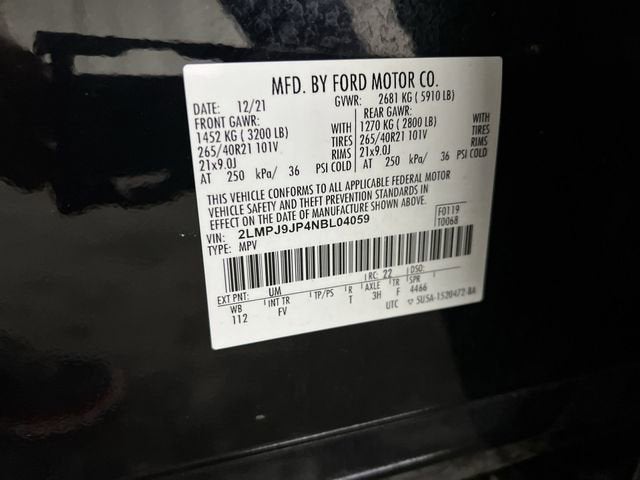 MFD. BY FORD MOTOR CO.
DATE: 12/21 GVWR: 2681 KG ( 5910 LB)
FRONT GAWR: REAR GAWR:
1452 KG ( 3200 LB) WITH 1270 KG ( 2800 LB) WITH
265/40R21 101V TIRES 265/40R21 101V TIRES
21x9.0J RIMS 21x9.0J RIMS
AT 250 kPa/ 36 PSI COLD AT 250 kPa/ 36 PSI COLD
THIS VEHICLE CONFORMS TO ALL APPLICABLE FEDERAL MOTOR
VEHICLE SAFETY AND THEFT PREVENTION STANDARDS IN
EFFECT ON THE DATE OF MANUFACTURE SHOWN ABOVE.
VIN: 2LMPJ9JP4NBL04059 F0119
TYPE: MPV T0068
EXT PNT: UM RC: 22 DSO:
WB INT TR TP/PS R AXLE TR SPR
112 FV T 3H F 4466
UTC ▽ SU5A-1520472-BA